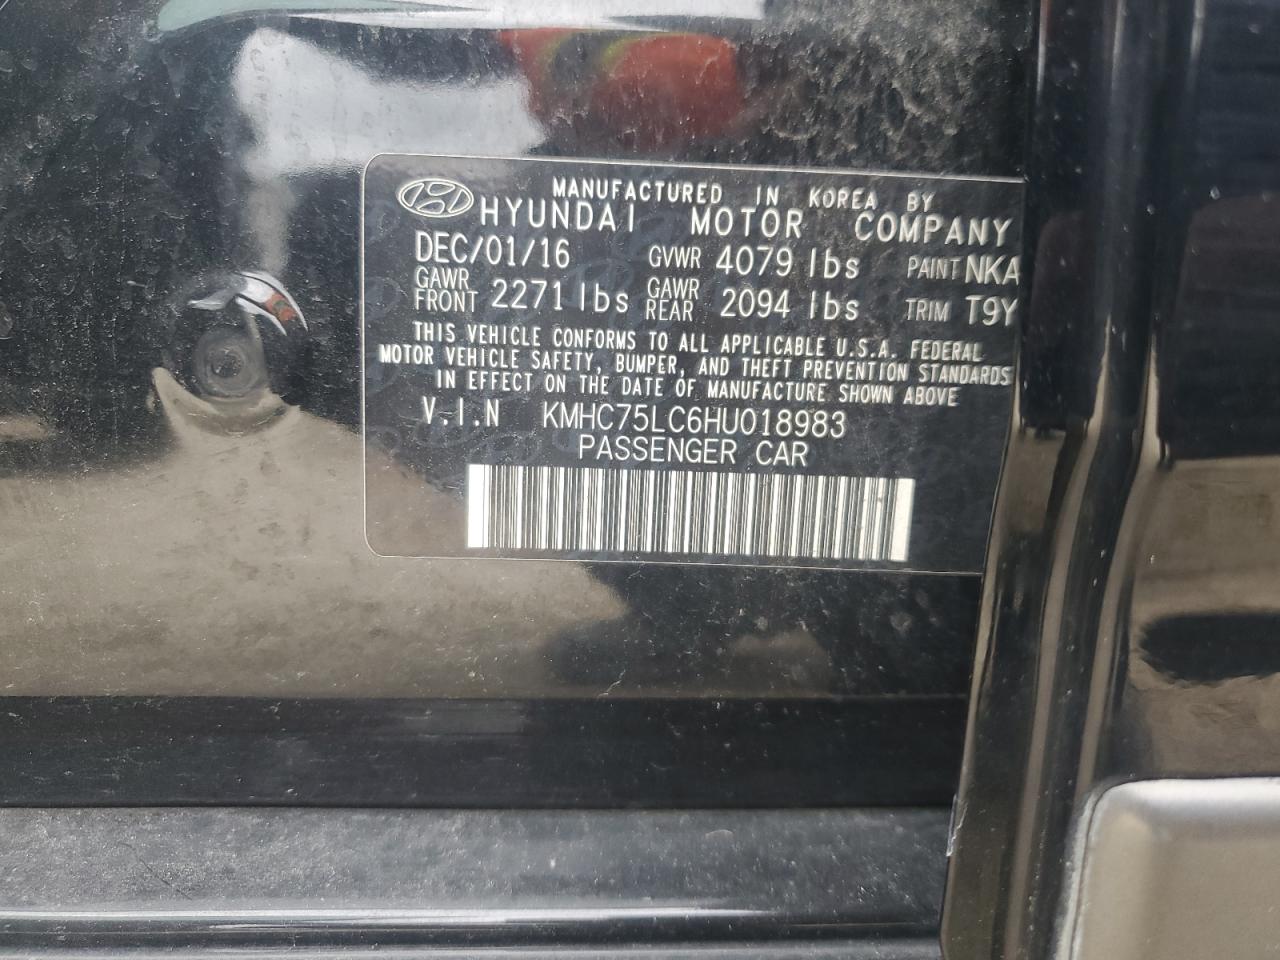 MANUFACTURED IN KOREA BY
HYUNDAI MOTOR COMPANY
DEC/01/16 GVWR 4079 lbs PAINT NKA
GAWR FRONT 2271 lbs GAWR REAR 2094 lbs TRIM T9Y
THIS VEHICLE CONFORMS TO ALL APPLICABLE U.S.A. FEDERAL
MOTOR VEHICLE SAFETY, BUMPER, AND THEFT PREVENTION STANDARDS
IN EFFECT ON THE DATE OF MANUFACTURE SHOWN ABOVE
V.I.N KMHC75LC6HU018983
PASSENGER CAR